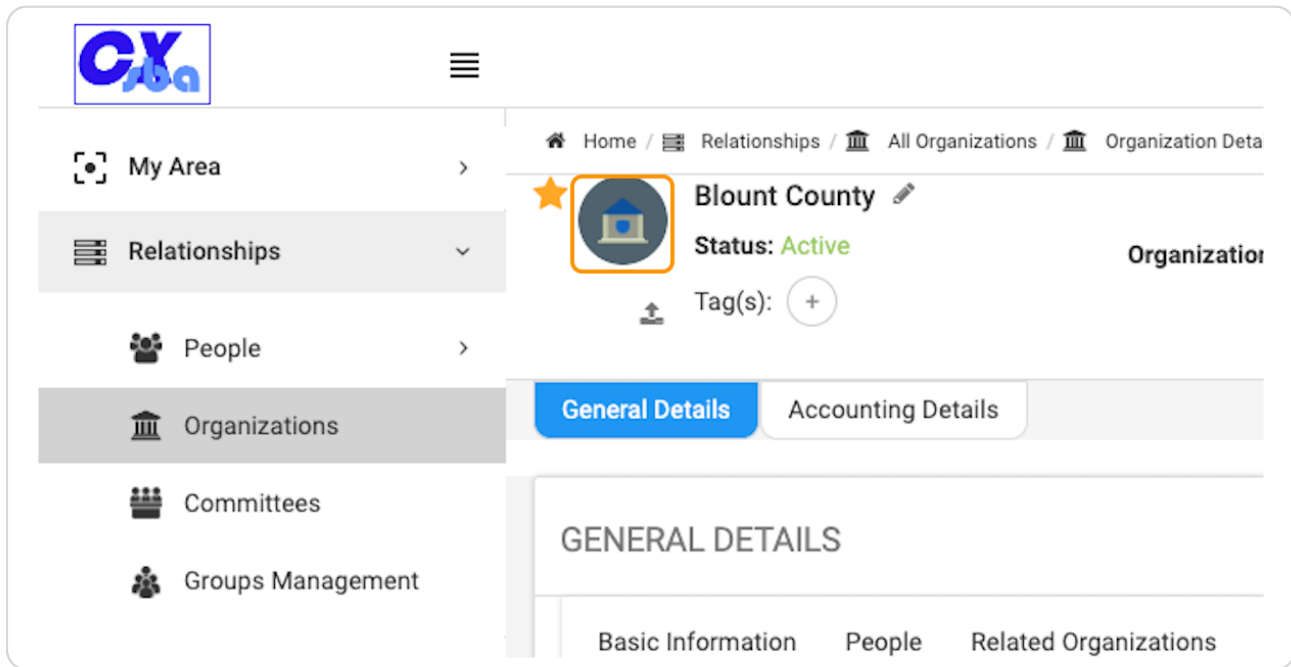 CXsba
Home / Relationships / All Organizations / Organization Deta
My Area
Blount County
Status: Active
Organization
Relationships
Tag(s): +
People
General Details
Accounting Details
Organizations
Committees
GENERAL DETAILS
Groups Management
Basic Information People Related Organizations